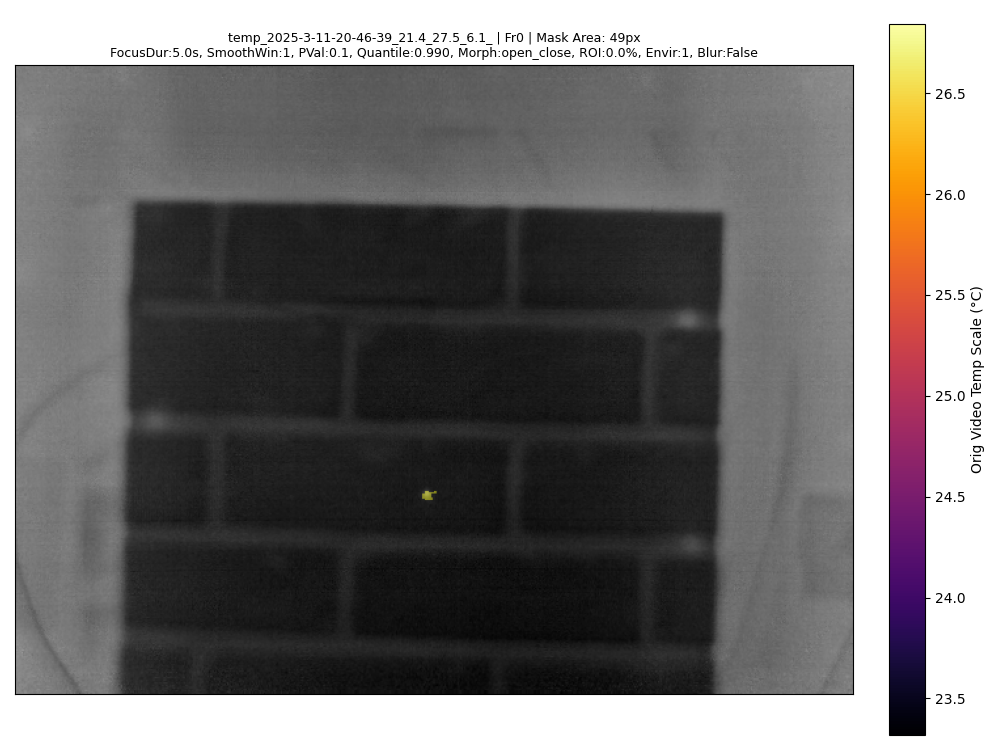 temp_2025-3-11-20-46-39_21.4_27.5_6.1_ | Fr0 | Mask Area: 49px
FocusDur:5.0s, SmoothWin:1, PVal:0.1, Quantile:0.990, Morph:open_close, ROI:0.0%, Envir:1, Blur:False
26.5
26.0
25.5
25.0
24.5
24.0
23.5
Orig Video Temp Scale (°C)